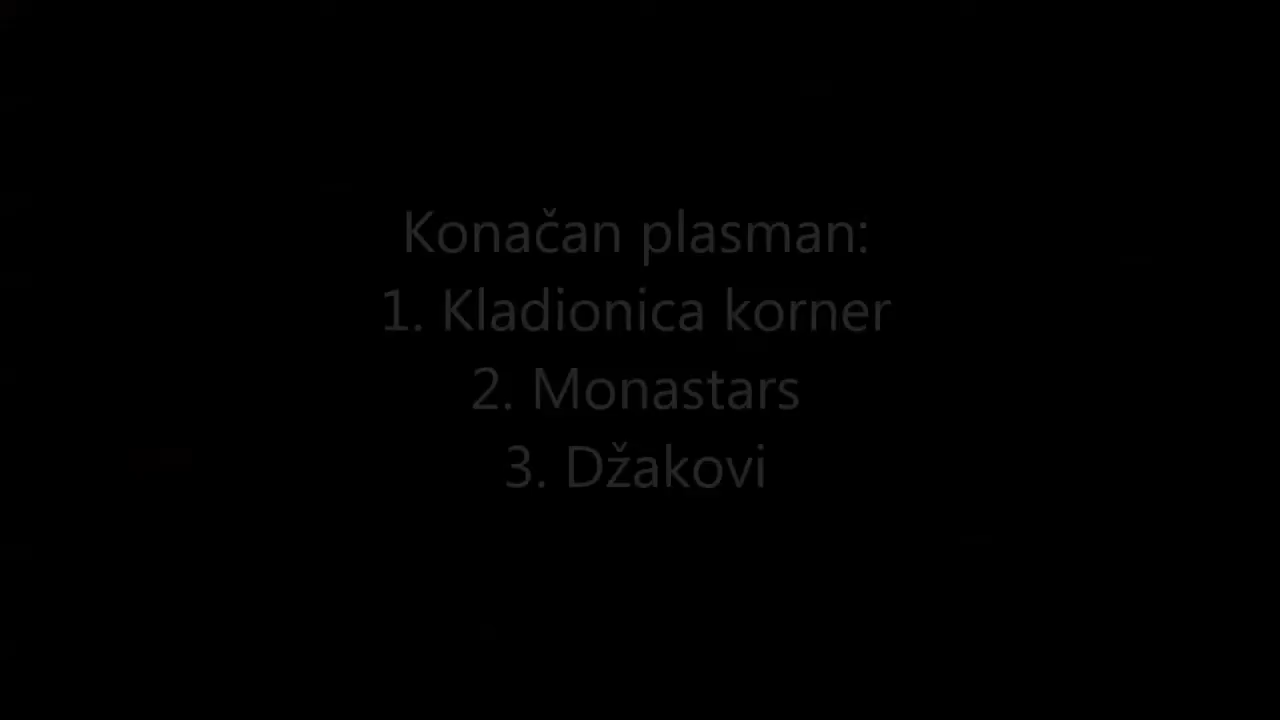 Konačan plasman:
1. Kladionica korner
2. Monastars
3. Džakovi